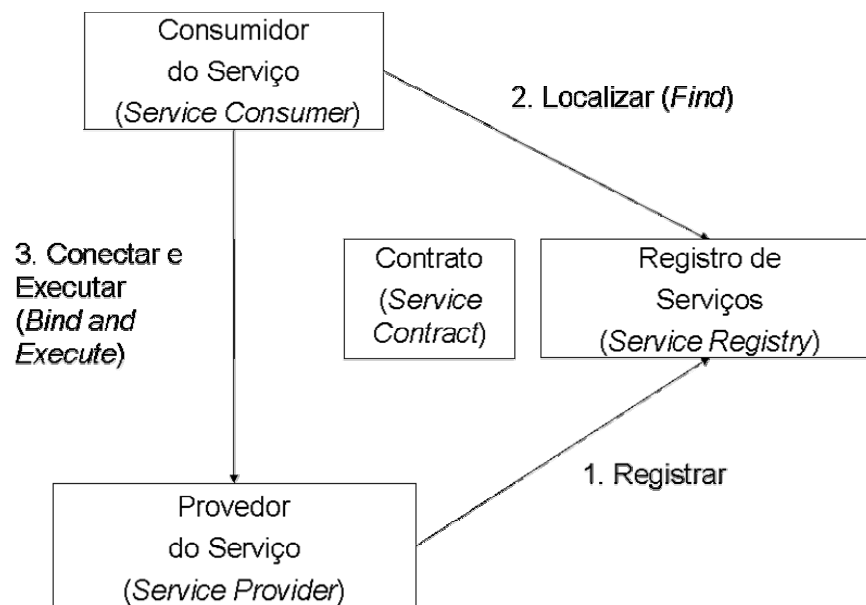 Consumidor
do Serviço
(Service Consumer)
2. Localizar (Find)
3. Conectar e
Executar
(Bind and
Execute)
Contrato
(Service
Contract)
Registro de
Serviços
(Service Registry)
1. Registrar
Provedor
do Serviço
(Service Provider)